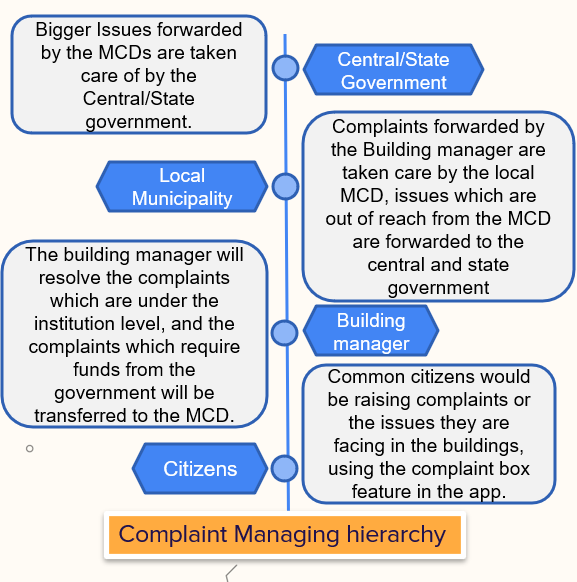 Bigger Issues forwarded
by the MCDs are taken
care of by the
Central/State
government.
Central/State
Government
Complaints forwarded by
the Building manager are
taken care by the local
MCD, issues which are
out of reach from the MCD
are forwarded to the
central and state
government
Local
Municipality
The building manager will
resolve the complaints
which are under the
institution level, and the
complaints which require
funds from the
government will be
transferred to the MCD.
Building
manager
Common citizens would
be raising complaints or
the issues they are
facing in the buildings,
using the complaint box
feature in the app.
Citizens
Complaint Managing hierarchy